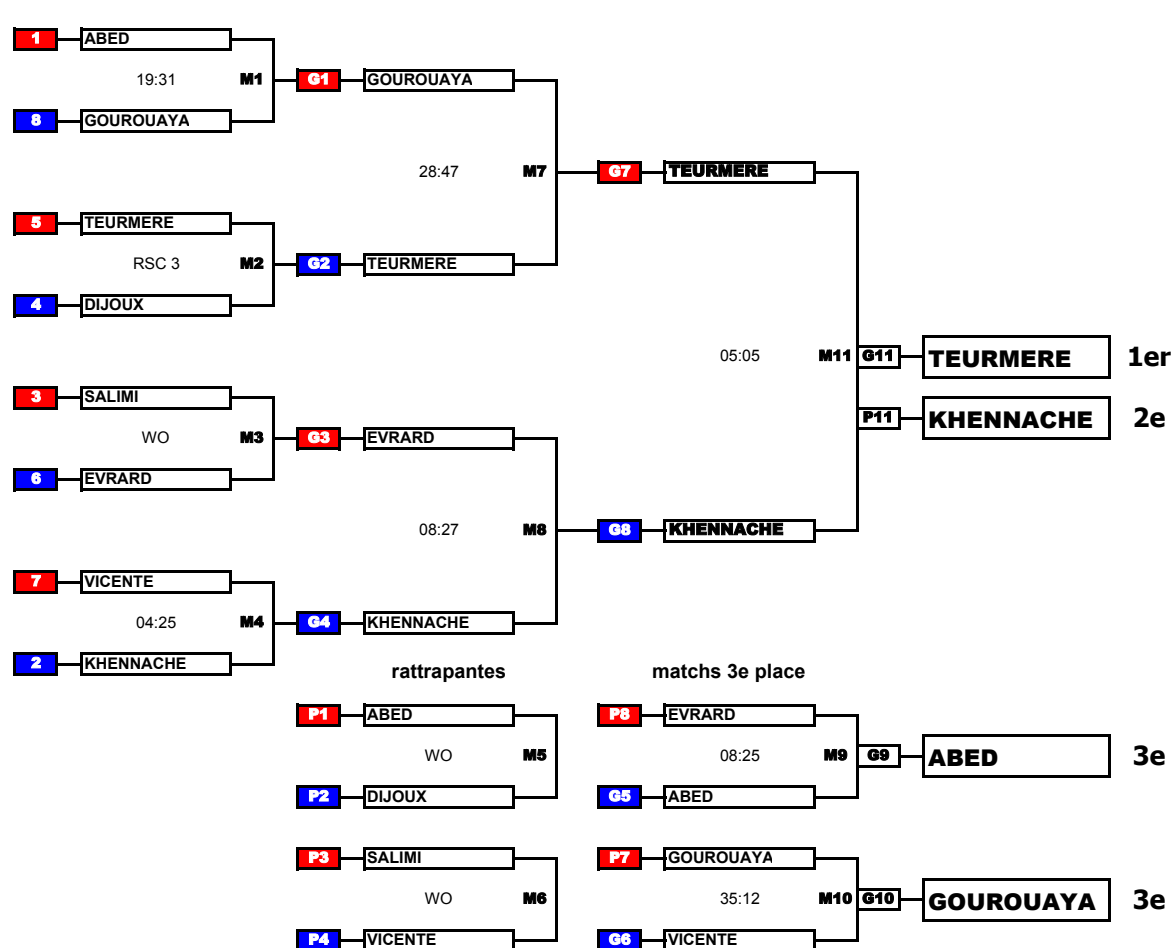 1 ABED
19:31 M1 G1 GOUROUAYA
8 GOUROUAYA
28:47 M7 G7 TEURMERE
5 TEURMERE
RSC 3 M2 G2 TEURMERE
4 DIJOUX
05:05 M11 G11 TEURMERE 1er
3 SALIMI
P11 KHENNACHE 2e
WO M3 G3 EVRARD
6 EVRARD
08:27 M8 G8 KHENNACHE
7 VICENTE
04:25 M4 G4 KHENNACHE
2 KHENNACHE
rattrapantes matchs 3e place
P1 ABED P8 EVRARD
WO M5 08:25 M9 G9 ABED 3e
P2 DIJOUX G5 ABED
P3 SALIMI P7 GOUROUAYA
WO M6 35:12 M10 G10 GOUROUAYA 3e
P4 VICENTE G6 VICENTE